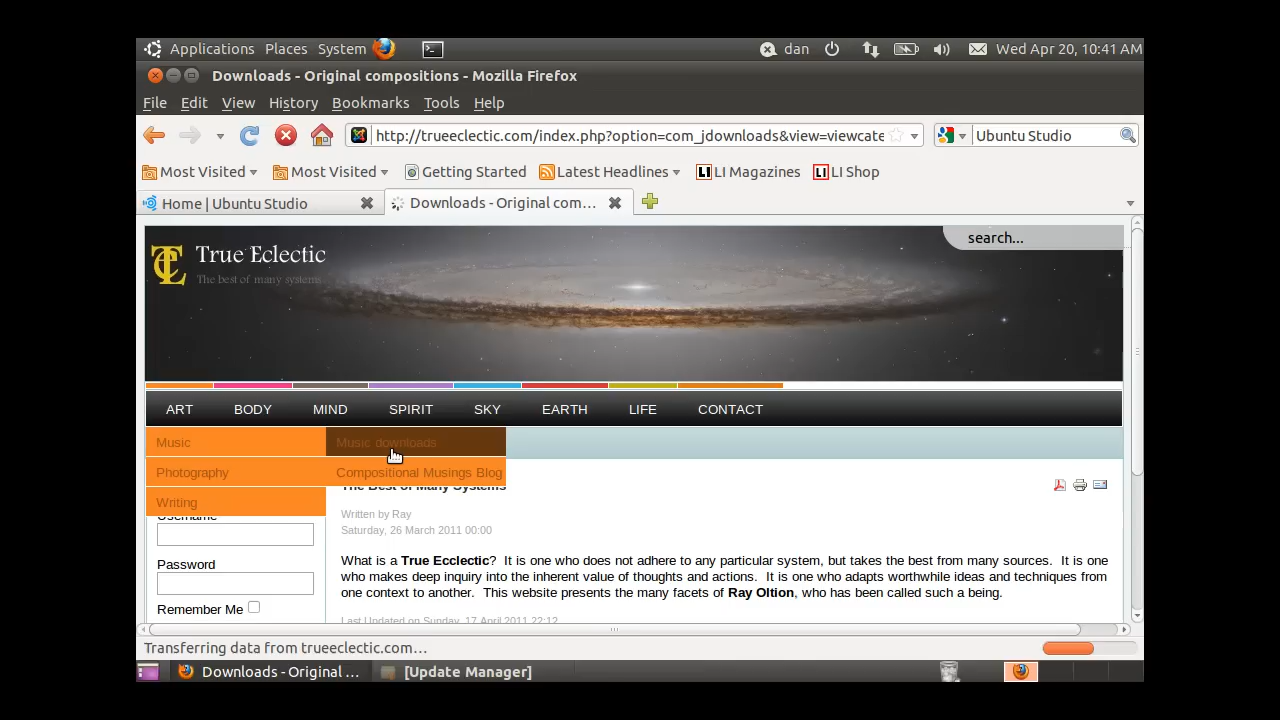 Applications Places System dan Wed Apr 20, 10:41 AM
Downloads - Original compositions - Mozilla Firefox
File Edit View History Bookmarks Tools Help
http://trueeclectic.com/index.php?option=com_jdownloads&view=viewcate Ubuntu Studio
Most Visited Most Visited Getting Started Latest Headlines LI LI Magazines LI LI Shop
Home | Ubuntu Studio Downloads - Original com...
search...
True Eclectic
The best of many systems
ART BODY MIND SPIRIT SKY EARTH LIFE CONTACT
Music Music downloads
Photography Compositional Musings Blog
The Best of Many Systems
Writing
Username
Written by Ray
Saturday, 26 March 2011 00:00
Password
What is a True Ecclectic? It is one who does not adhere to any particular system, but takes the best from many sources. It is one
who makes deep inquiry into the inherent value of thoughts and actions. It is one who adapts worthwhile ideas and techniques from
one context to another. This website presents the many facets of Ray Oltion, who has been called such a being.
Remember Me
Last Updated on Sunday, 17 April 2011 22:12
Transferring data from trueeclectic.com...
Downloads - Original ... [Update Manager]